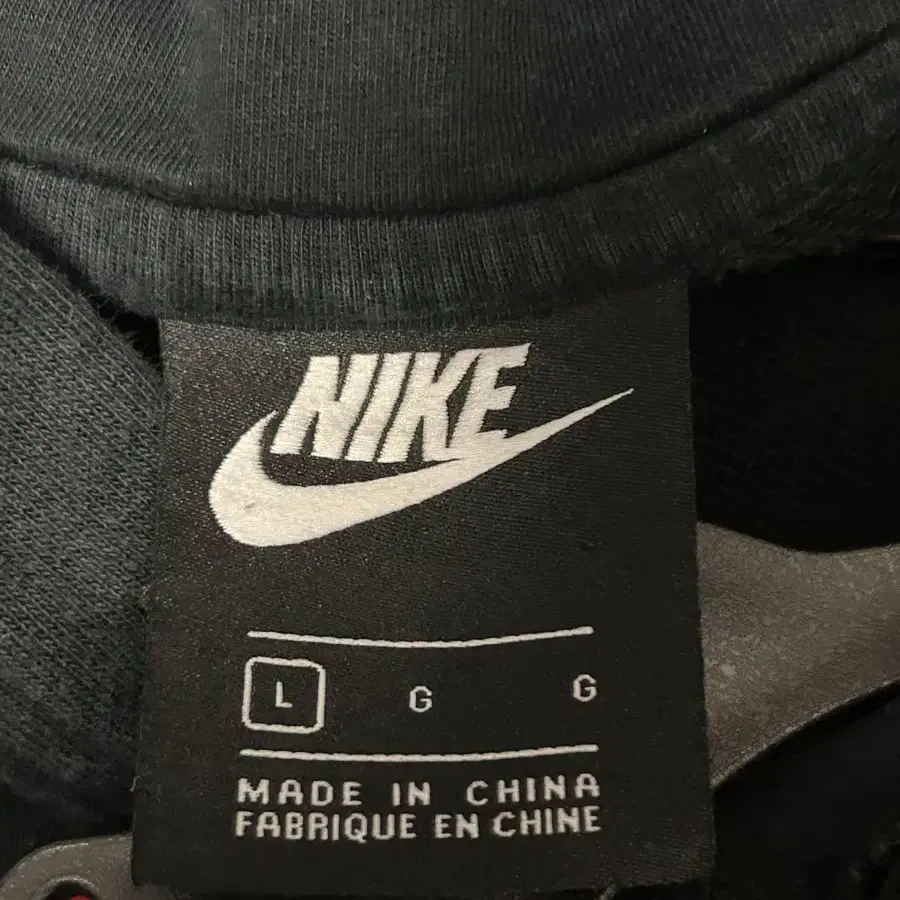 NIKE
L G G
MADE IN CHINA
FABRIQUE EN CHINE